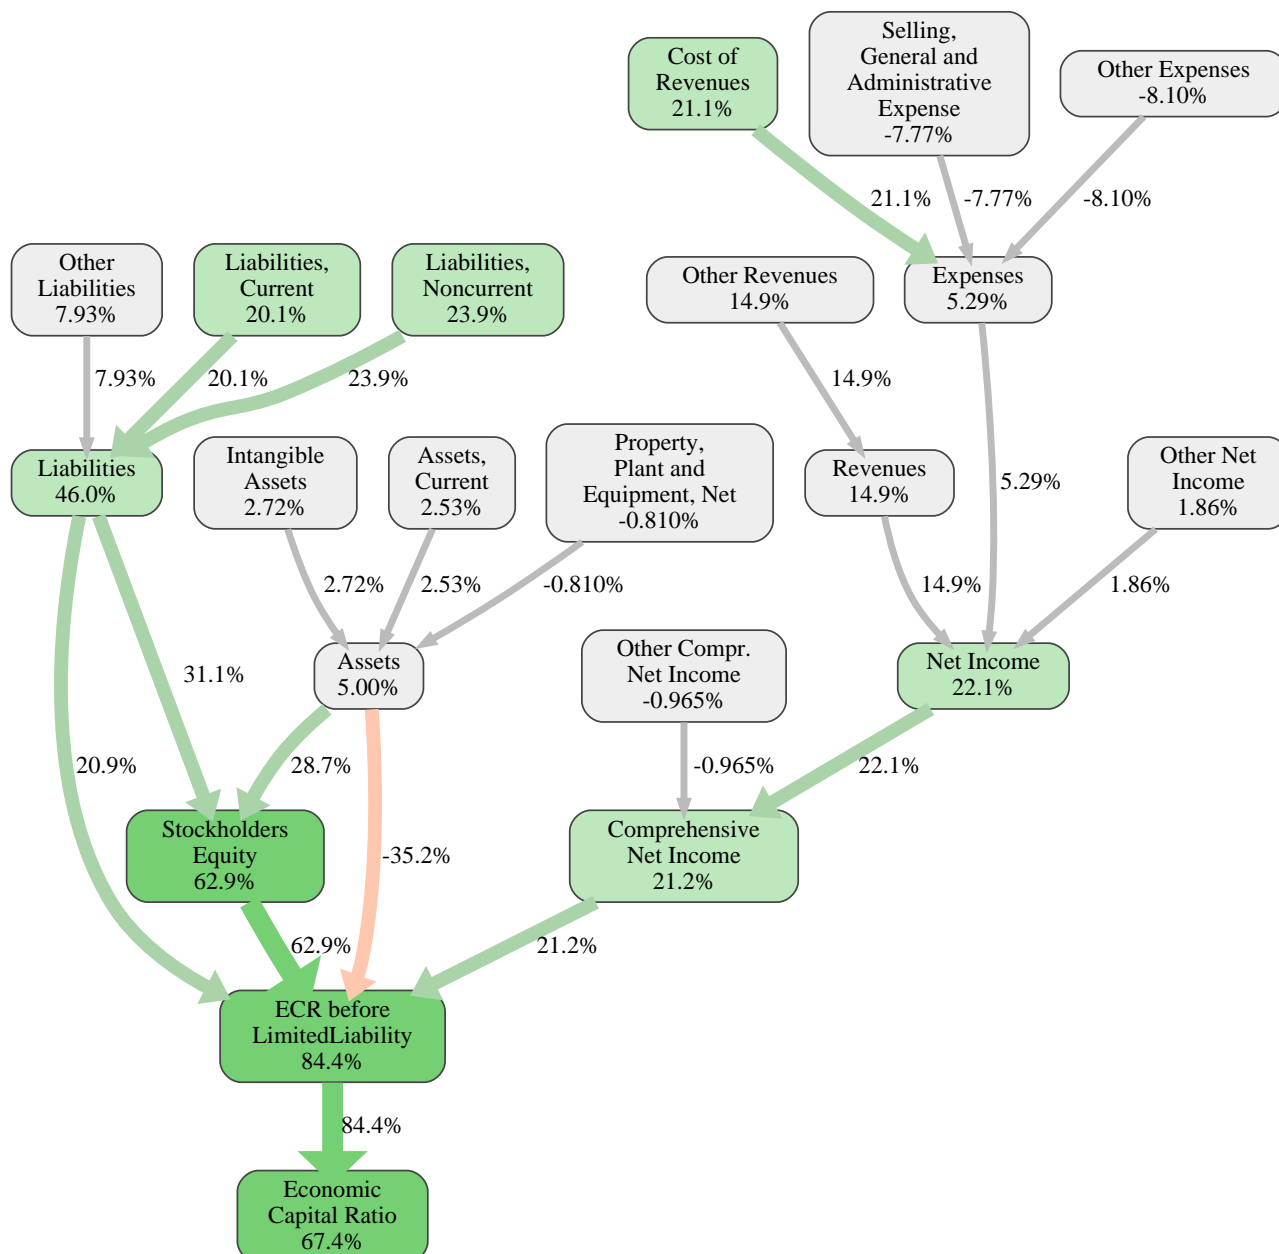 Selling,
General and
Administrative
Expense
-7.77%
Cost of
Revenues
21.1%
Other Expenses
-8.10%
21.1%
-7.77%
-8.10%
Other
Liabilities
7.93%
Liabilities,
Current
20.1%
Liabilities,
Noncurrent
23.9%
Other Revenues
14.9%
Expenses
5.29%
7.93%
20.1%
23.9%
14.9%
Liabilities
46.0%
Intangible
Assets
2.72%
Assets,
Current
2.53%
Property,
Plant and
Equipment, Net
-0.810%
Revenues
14.9%
5.29%
Other Net
Income
1.86%
2.72%
2.53%
-0.810%
14.9%
1.86%
31.1%
Assets
5.00%
Other Compr.
Net Income
-0.965%
Net Income
22.1%
20.9%
28.7%
-0.965%
22.1%
Stockholders
Equity
62.9%
-35.2%
Comprehensive
Net Income
21.2%
62.9%
21.2%
ECR before
LimitedLiability
84.4%
84.4%
Economic
Capital Ratio
67.4%